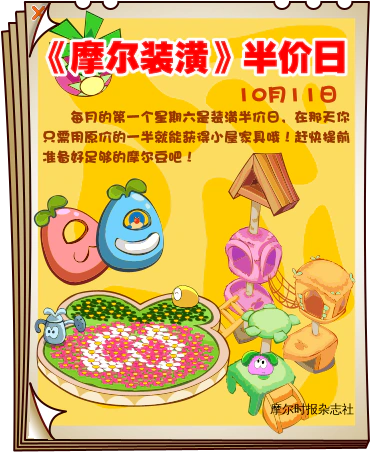 《摩尔装潢》半价日
10月11日
每月的第一个星期六是装潢半价日，在那天你
只需用原价的一半就能获得小屋家具哦！赶快提前
准备好足够的摩尔豆吧！
摩尔时报杂志社